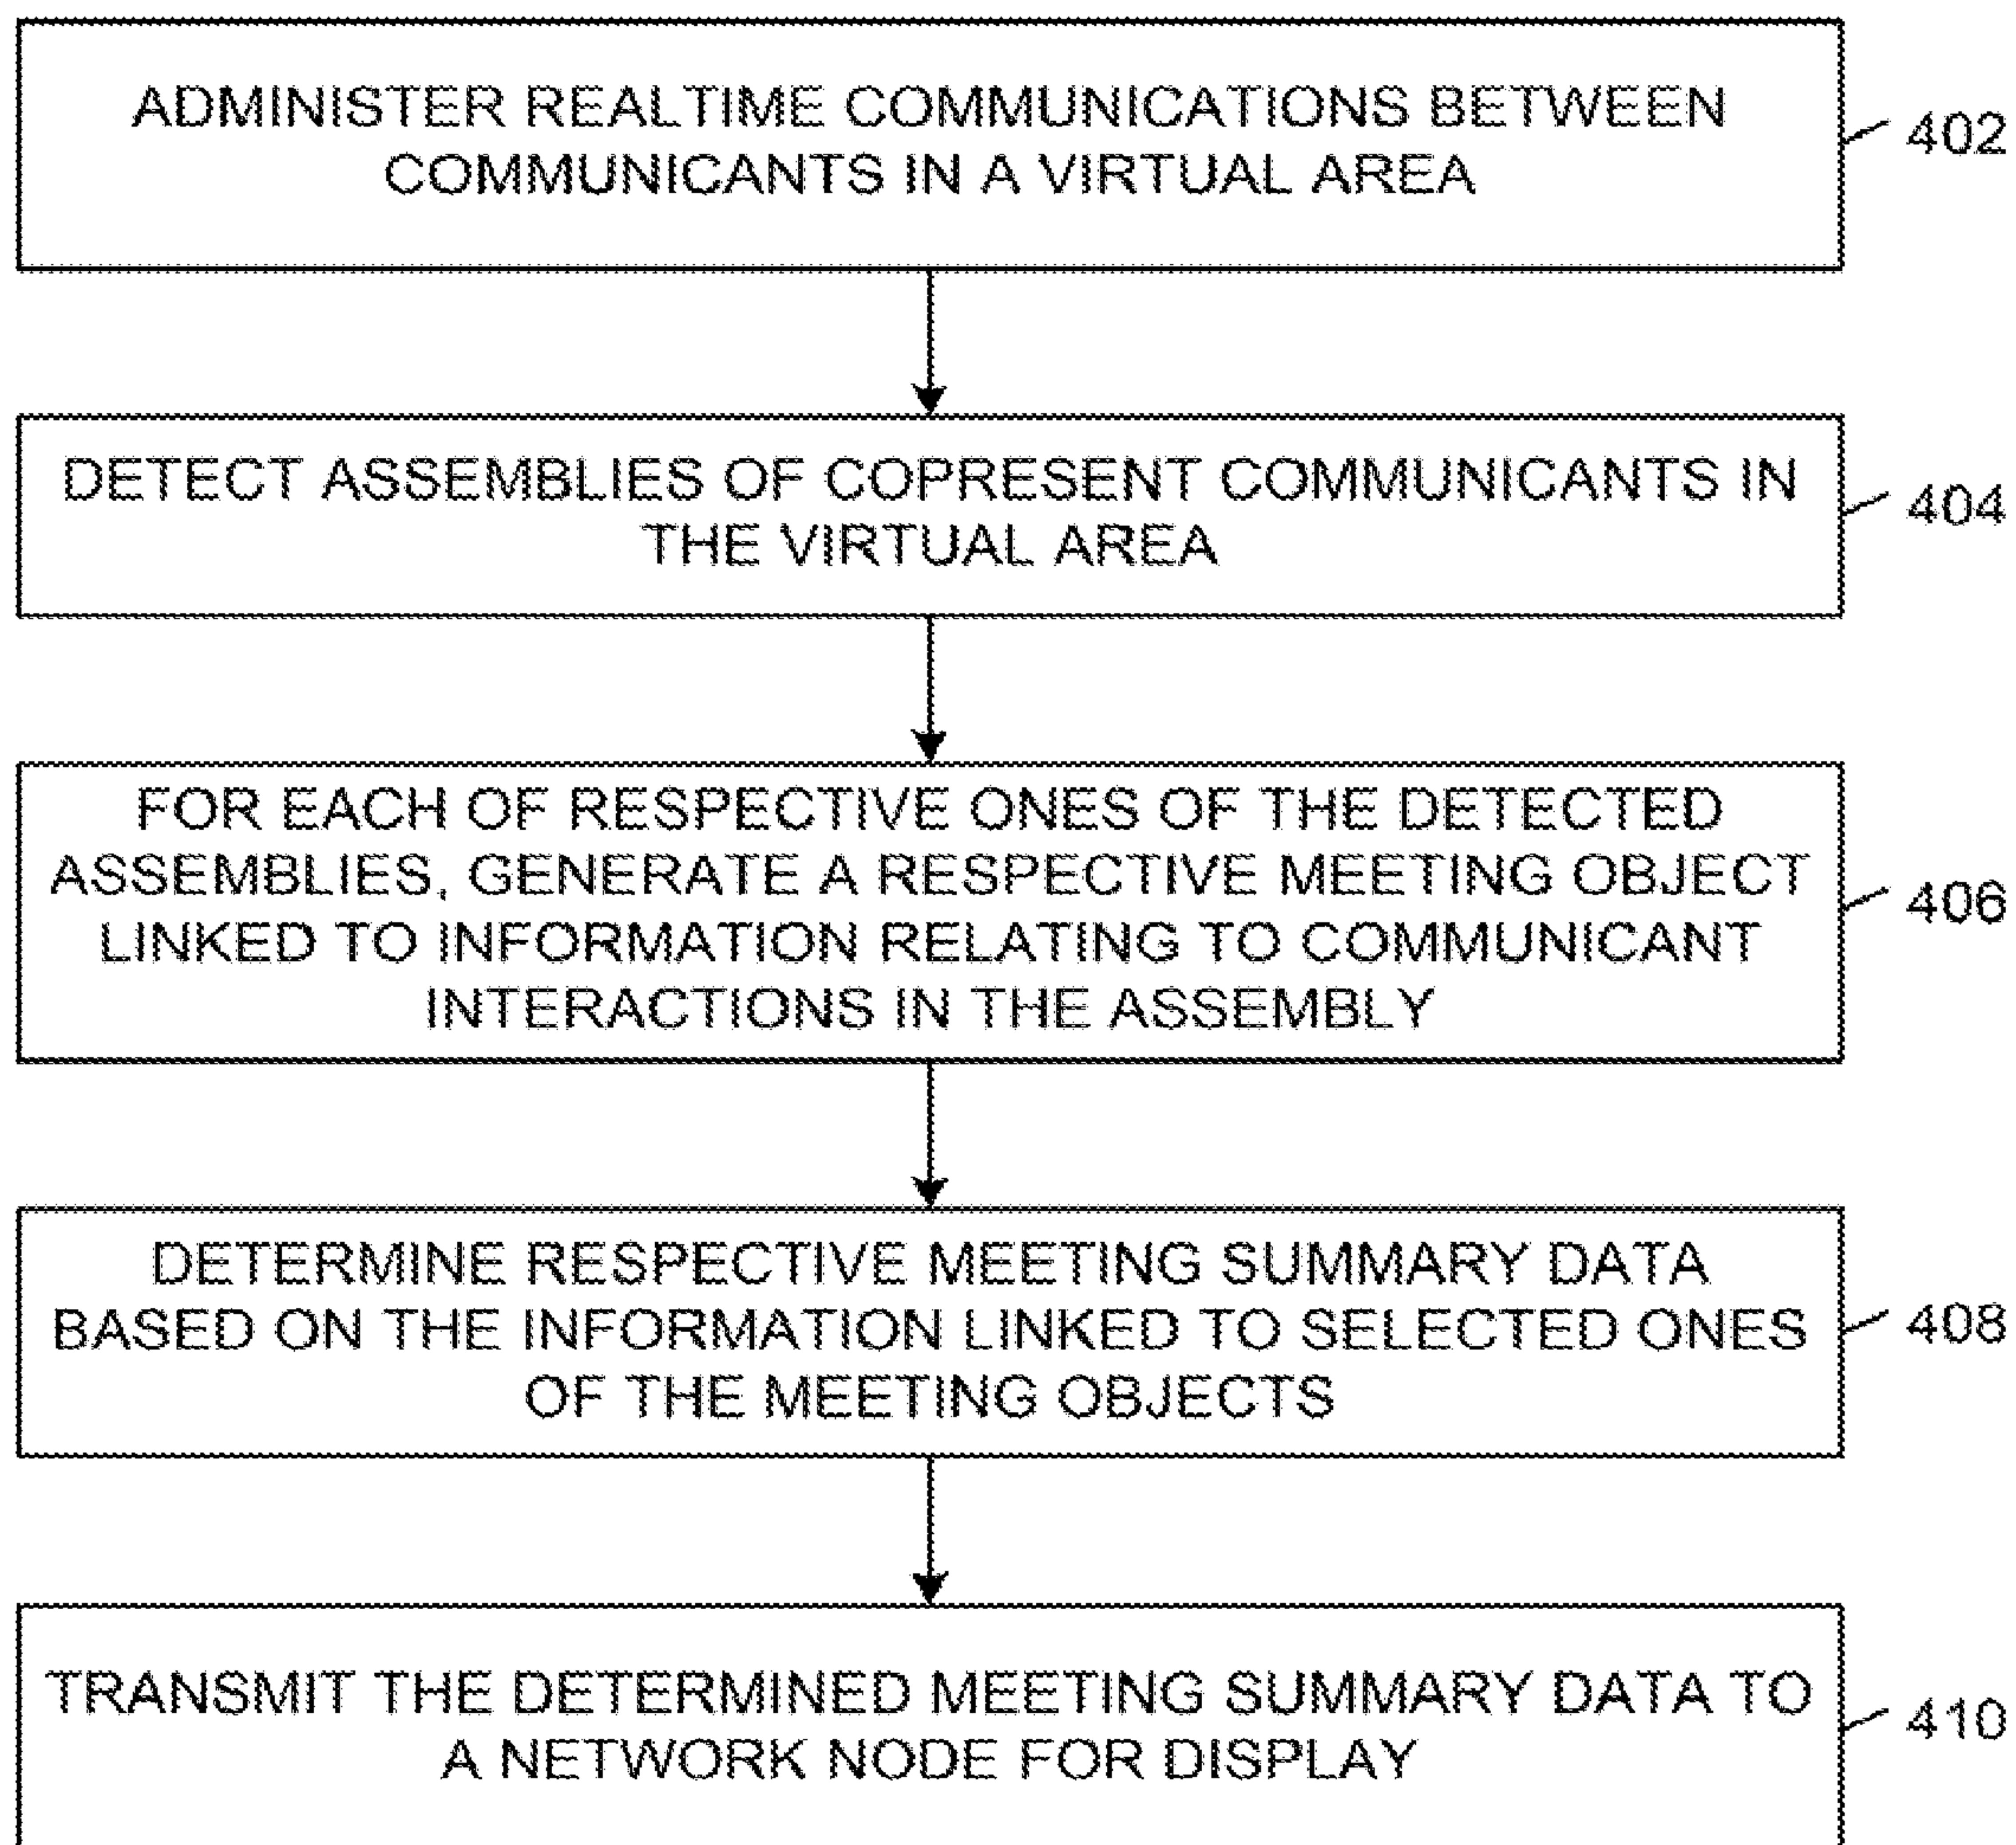 ADMINISTER REALTIME COMMUNICATIONS BETWEEN
COMMUNICANTS IN A VIRTUAL AREA
402
DETECT ASSEMBLIES OF COPRESENT COMMUNICANTS IN
THE VIRTUAL AREA
404
FOR EACH OF RESPECTIVE ONES OF THE DETECTED
ASSEMBLIES, GENERATE A RESPECTIVE MEETING OBJECT
LINKED TO INFORMATION RELATING TO COMMUNICANT
INTERACTIONS IN THE ASSEMBLY
406
DETERMINE RESPECTIVE MEETING SUMMARY DATA
BASED ON THE INFORMATION LINKED TO SELECTED ONES
OF THE MEETING OBJECTS
408
TRANSMIT THE DETERMINED MEETING SUMMARY DATA TO
A NETWORK NODE FOR DISPLAY
410